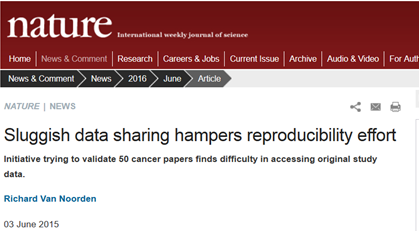 nature International weekly journal of science
Home News & Comment Research Careers & Jobs Current Issue Archive Audio & Video For Auth
News & Comment News 2016 June Article
NATURE | NEWS
Sluggish data sharing hampers reproducibility effort
Initiative trying to validate 50 cancer papers finds difficulty in accessing original study
data.
Richard Van Noorden
03 June 2015